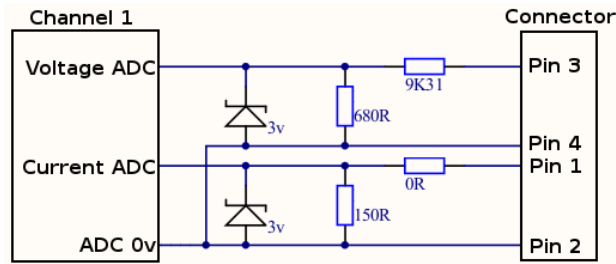 Channel 1
Connector
Voltage ADC
9K31
Pin 3
3v
680R
Pin 4
Current ADC
Pin 1
0R
3v
150R
ADC 0v
Pin 2